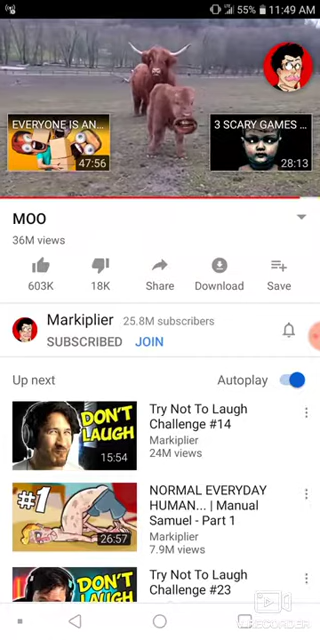 55% 11:49 AM
EVERYONE IS AN...
47:56
3 SCARY GAMES ...
28:13
MOO
36M views
603K
18K
Share
Download
Save
Markiplier 25.8M subscribers
SUBSCRIBED JOIN
Up next
Autoplay
DON'T
LAUGH
15:54
Try Not To Laugh
Challenge #14
Markiplier
24M views
#1
26:57
NORMAL EVERYDAY
HUMAN... | Manual
Samuel - Part 1
Markiplier
7.9M views
DON'T
Try Not To Laugh
Challenge #23